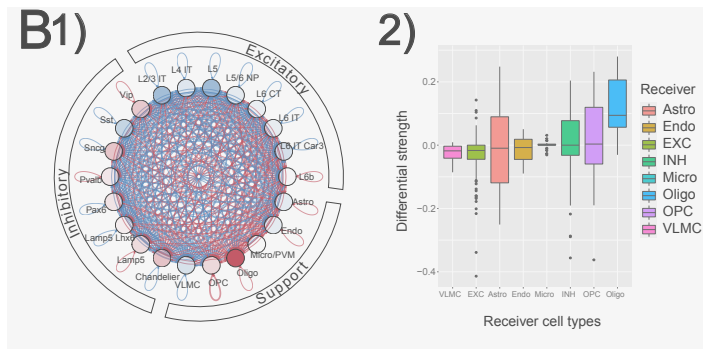 B1)
Excitatory
Inhibitory
Support
L5
L5/6 NP
L6 CT
L6 IT
L6 IT Car3
L6b
Astro
Endo
Micro/PVM
Oligo
OPC
VLMC
Chandelier
Lamp5
Lamp5 Lhx6
Pax6
Pvalb
Sncg
Sst
Vip
L2/3 IT
L4 IT
2)
Differential strength
0.2
0.0
−0.2
−0.4
VLMC EXC Astro Endo Micro INH OPC Oligo
Receiver cell types
Receiver
Astro
Endo
EXC
INH
Micro
Oligo
OPC
VLMC